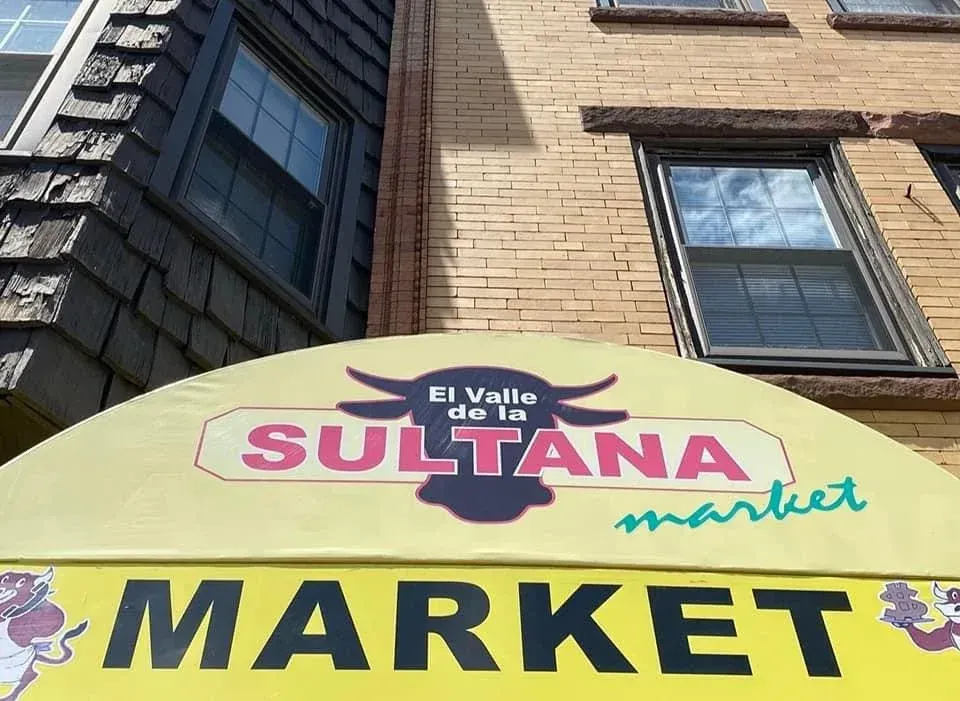 El Valle
de la
SULTANA
market
MARKET